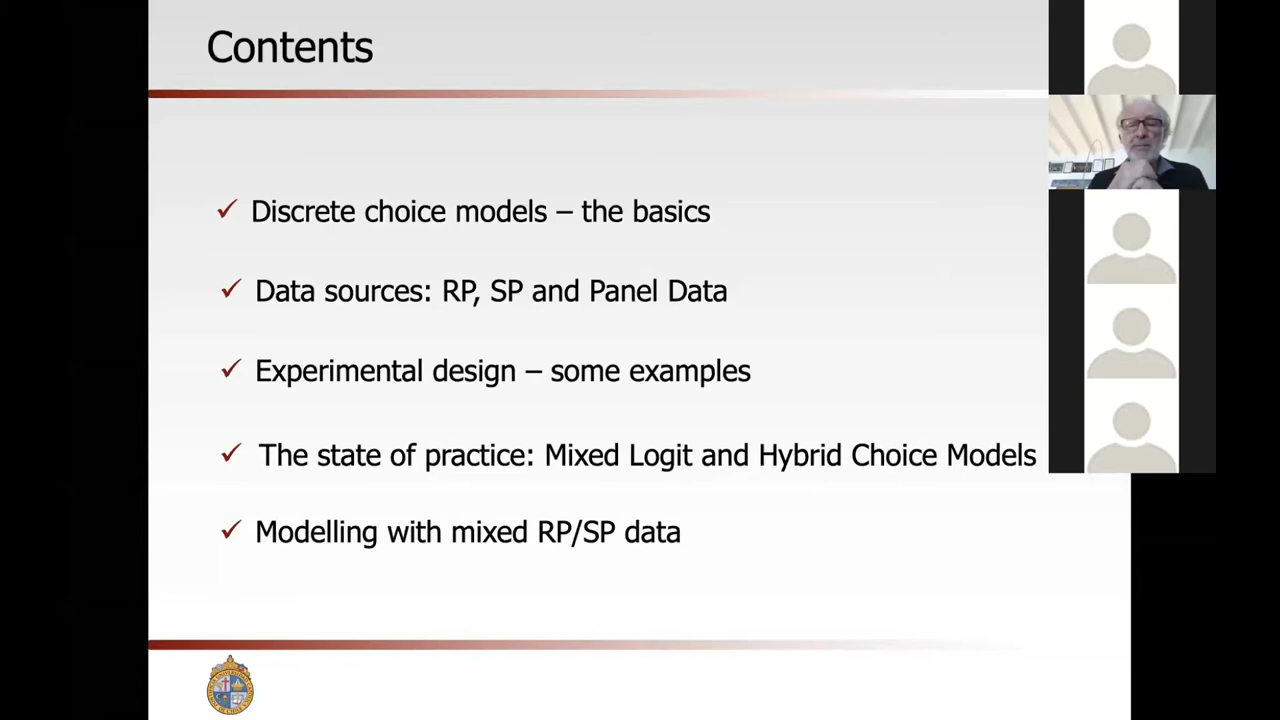 Contents
✓ Discrete choice models – the basics
✓ Data sources: RP, SP and Panel Data
✓ Experimental design – some examples
✓ The state of practice: Mixed Logit and Hybrid Choice Models
✓ Modelling with mixed RP/SP data